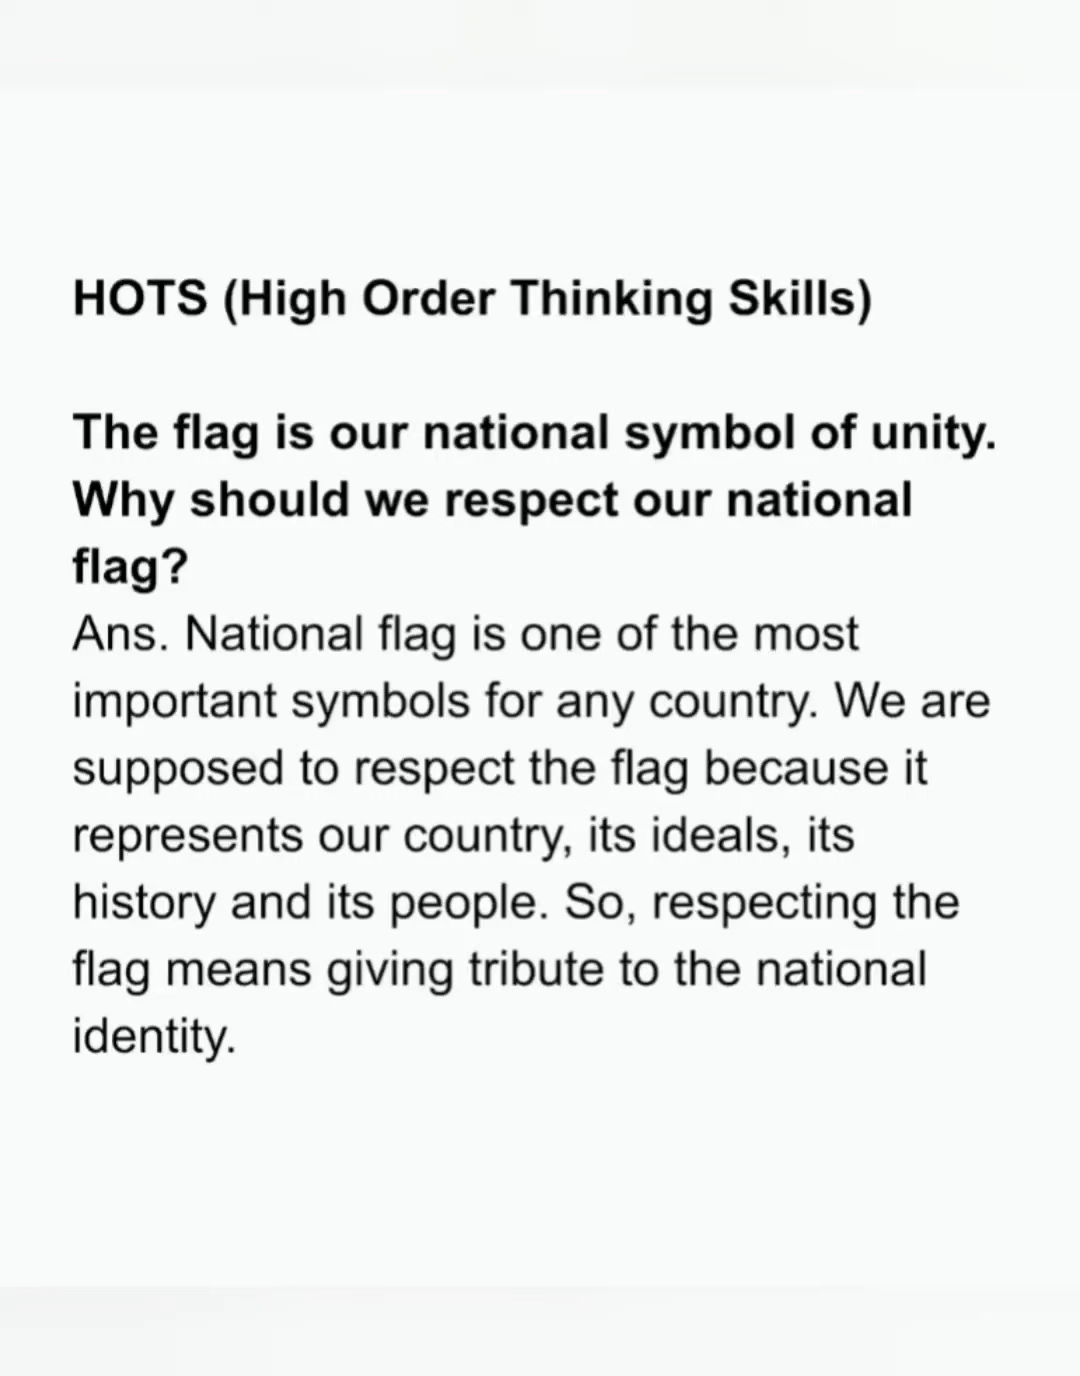 HOTS (High Order Thinking Skills)
The flag is our national symbol of unity.
Why should we respect our national
flag?
Ans. National flag is one of the most
important symbols for any country. We are
supposed to respect the flag because it
represents our country, its ideals, its
history and its people. So, respecting the
flag means giving tribute to the national
identity.